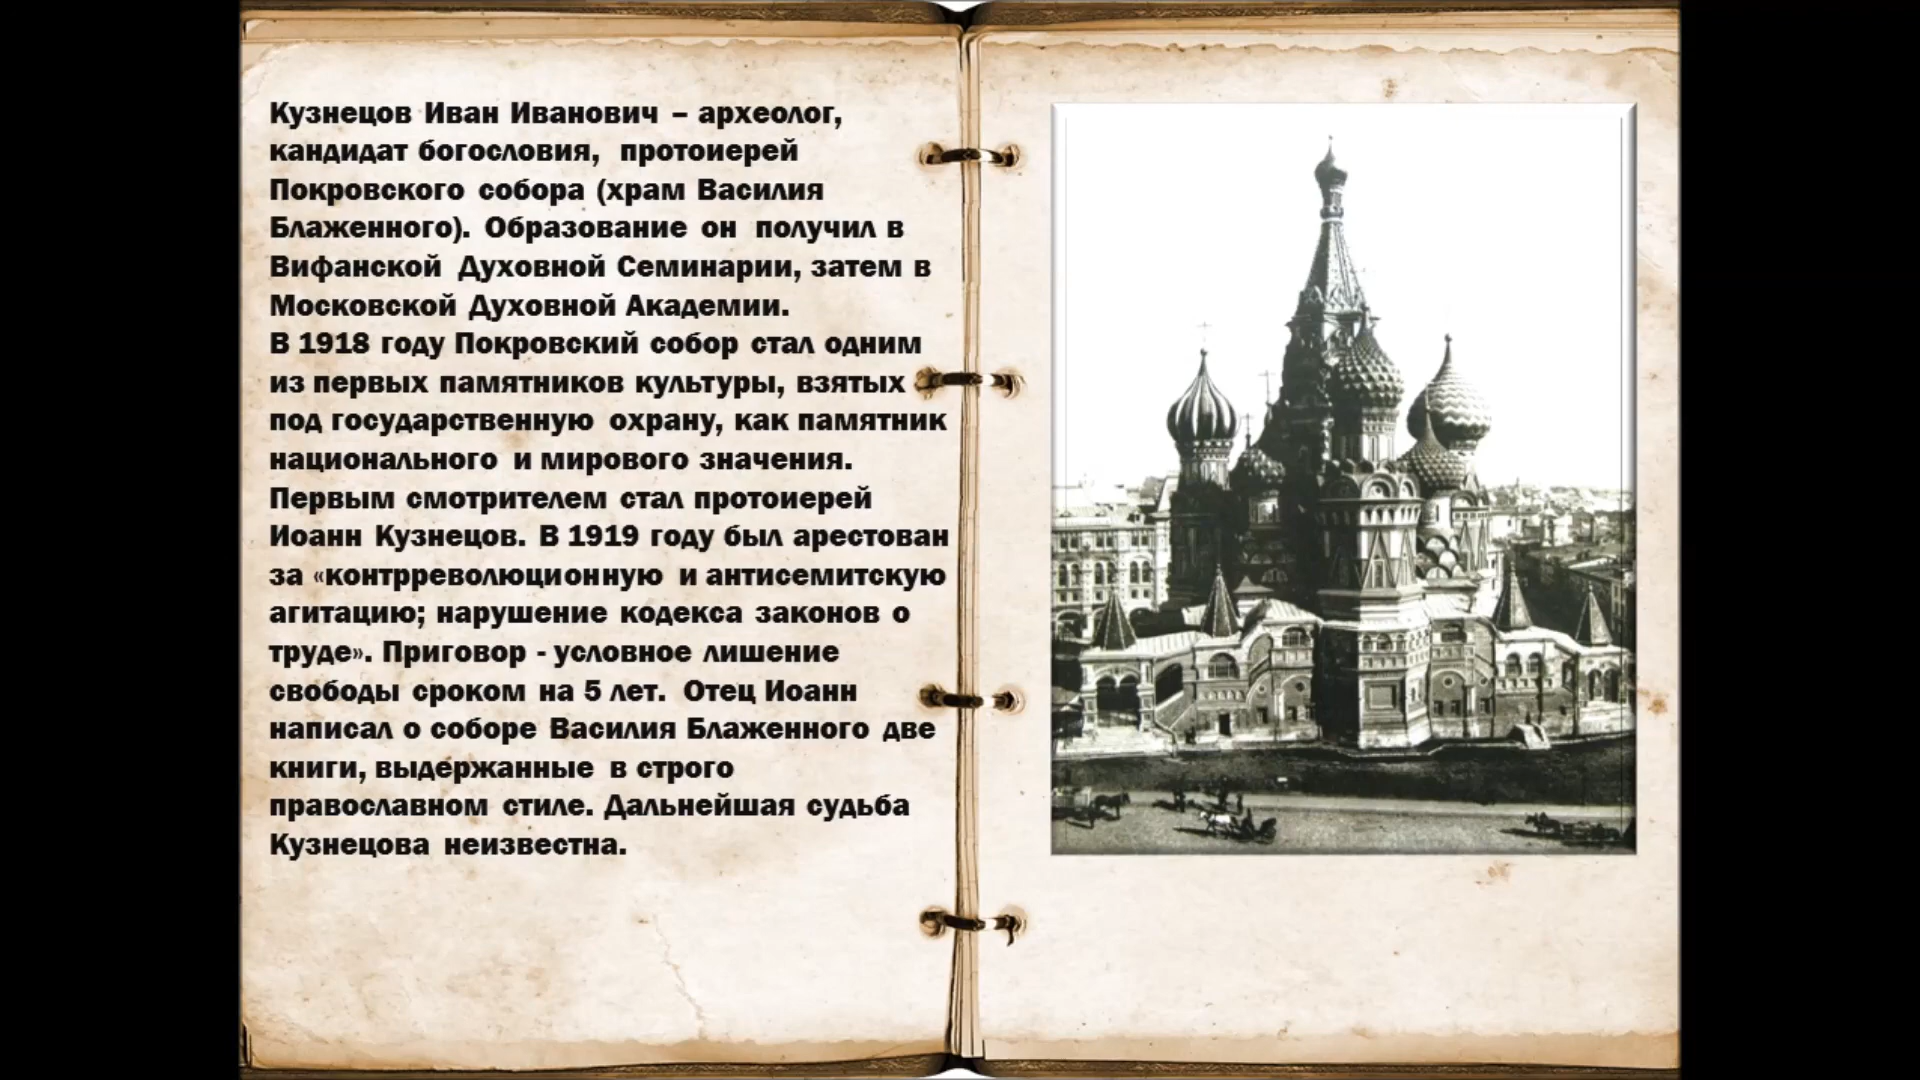 Кузнецов Иван Иванович – археолог,
кандидат богословия, протоиерей
Покровского собора (храм Василия
Блаженного). Образование он получил в
Вифанской Духовной Семинарии, затем в
Московской Духовной Академии.
В 1918 году Покровский собор стал одним
из первых памятников культуры, взятых
под государственную охрану, как памятник
национального и мирового значения.
Первым смотрителем стал протоиерей
Иоанн Кузнецов. В 1919 году был арестован
за «контрреволюционную и антисемитскую
агитацию; нарушение кодекса законов о
труде». Приговор - условное лишение
свободы сроком на 5 лет. Отец Иоанн
написал о соборе Василия Блаженного две
книги, выдержанные в строго
православном стиле. Дальнейшая судьба
Кузнецова неизвестна.